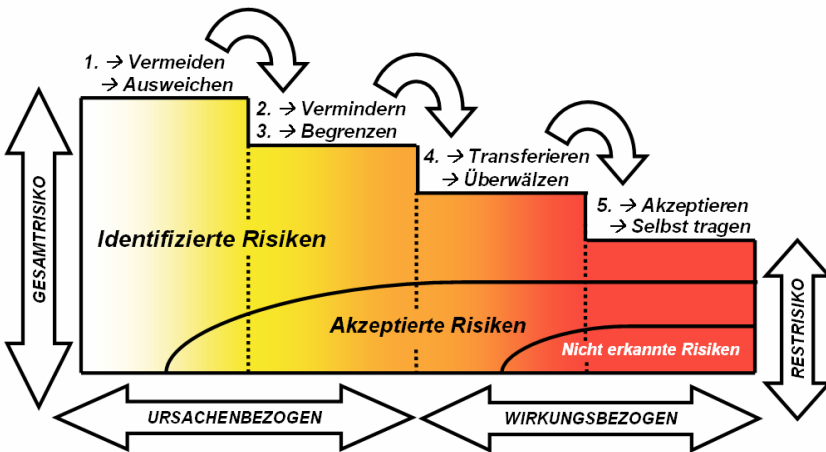 1. → Vermeiden
→ Ausweichen
2. → Vermindern
3. → Begrenzen
4. → Transferieren
→ Überwälzen
5. → Akzeptieren
→ Selbst tragen
GESAMTRISIKO
Identifizierte Risiken
Akzeptierte Risiken
Nicht erkannte Risiken
RESTRISIKO
URSACHENBEZOGEN
WIRKUNGSBEZOGEN